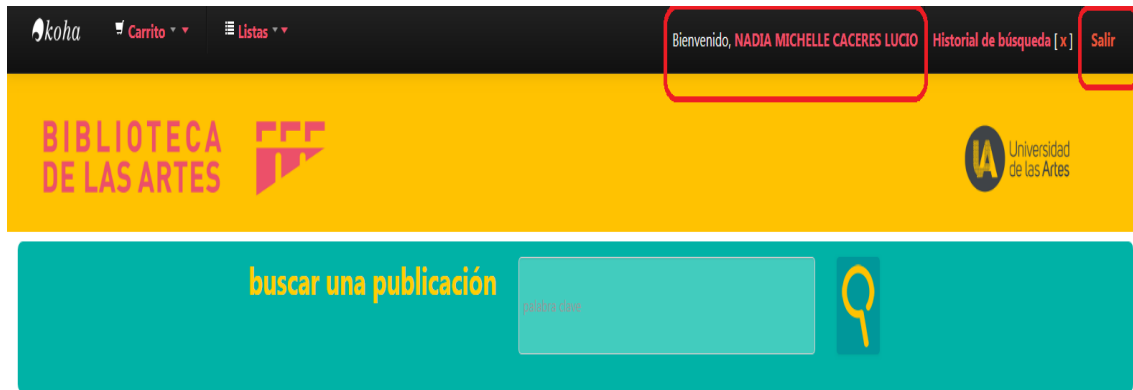 koha Carrito Listas Bienvenido, NADIA MICHELLE CACERES LUCIO Historial de búsqueda [ x ] Salir
BIBLIOTECA
DE LAS ARTES
UA Universidad
de las Artes
buscar una publicación
palabra clave